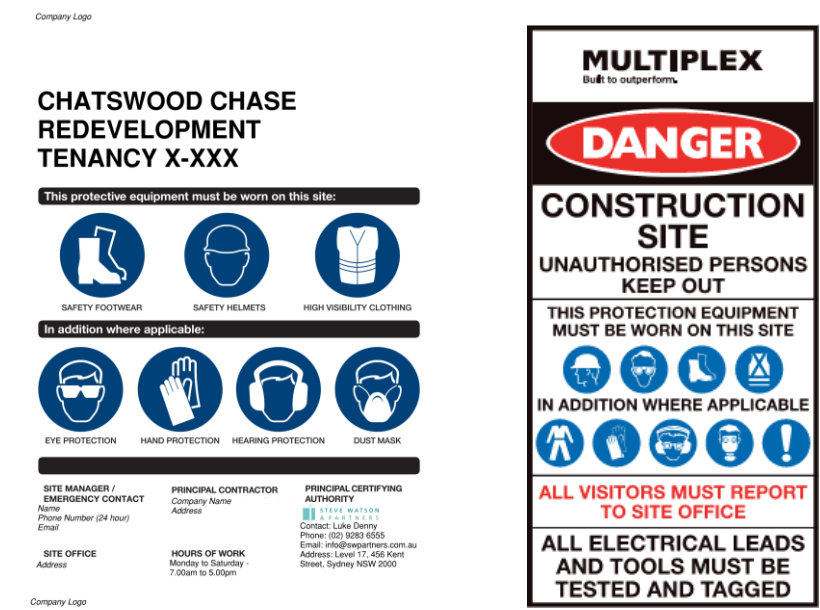 Company Logo
CHATSWOOD CHASE
REDEVELOPMENT
TENANCY X-XXX
This protective equipment must be worn on this site:
SAFETY FOOTWEAR
SAFETY HELMETS
HIGH VISIBILITY CLOTHING
In addition where applicable:
EYE PROTECTION
HAND PROTECTION
HEARING PROTECTION
DUST MASK
SITE MANAGER /
EMERGENCY CONTACT
Name
Phone Number (24 hour)
Email
PRINCIPAL CONTRACTOR
Company Name
Address
PRINCIPAL CERTIFYING
AUTHORITY
STEVE WATSON
& PARTNERS
Contact: Luke Denny
Phone: (02) 9283 6555
Email: info@swpartners.com.au
Address: Level 17, 456 Kent
Street, Sydney NSW 2000
SITE OFFICE
Address
HOURS OF WORK
Monday to Saturday -
7.00am to 5.00pm
Company Logo
MULTIPLEX
Built to outperform.
DANGER
CONSTRUCTION
SITE
UNAUTHORISED PERSONS
KEEP OUT
THIS PROTECTION EQUIPMENT
MUST BE WORN ON THIS SITE
IN ADDITION WHERE APPLICABLE
!
ALL VISITORS MUST REPORT
TO SITE OFFICE
ALL ELECTRICAL LEADS
AND TOOLS MUST BE
TESTED AND TAGGED